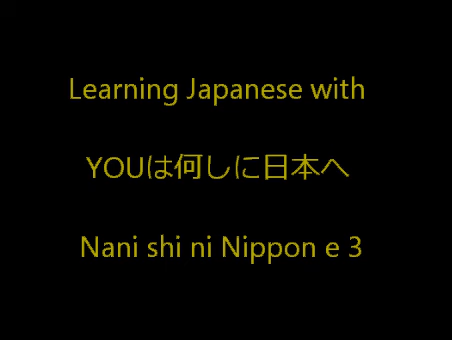 Learning Japanese with
YOUは何しに日本へ
Nani shi ni Nippon e 3